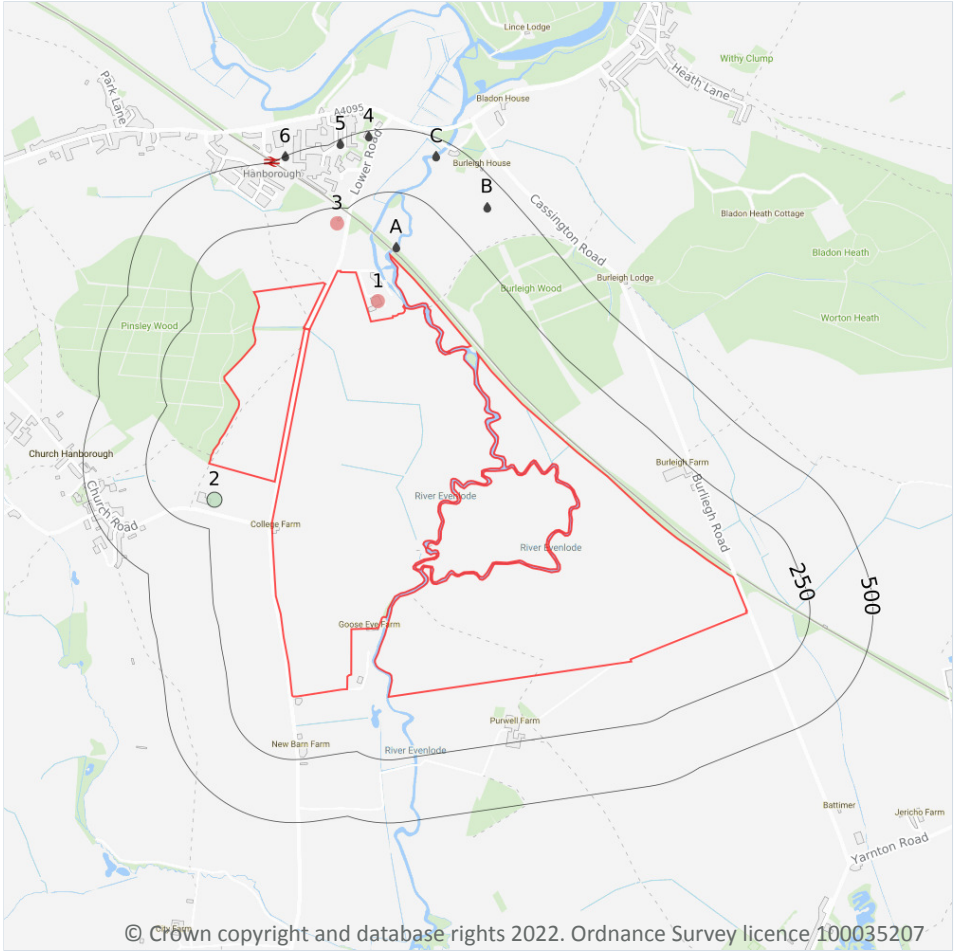 Lince Lodge
Withy Clump
Heath Lane
Park Lane
Bladon House
A4095
4
5
6
C
Lower Road
Burleigh House
Hanborough
B
3
Cassington Road
Bladon Heath Cottage
A
Bladon Heath
1
Burleigh Lodge
Burleigh Wood
Worton Heath
Pinsley Wood
Church Hanborough
Burleigh Farm
2
River Evenlode
Church Road
Burliegh Road
College Farm
River Evenlode
250
500
Goose Eye Farm
Purwell Farm
New Barn Farm
River Evenlode
Battimer
Jericho Farm
Yarnton Road
City Farm
© Crown copyright and database rights 2022. Ordnance Survey licence 100035207